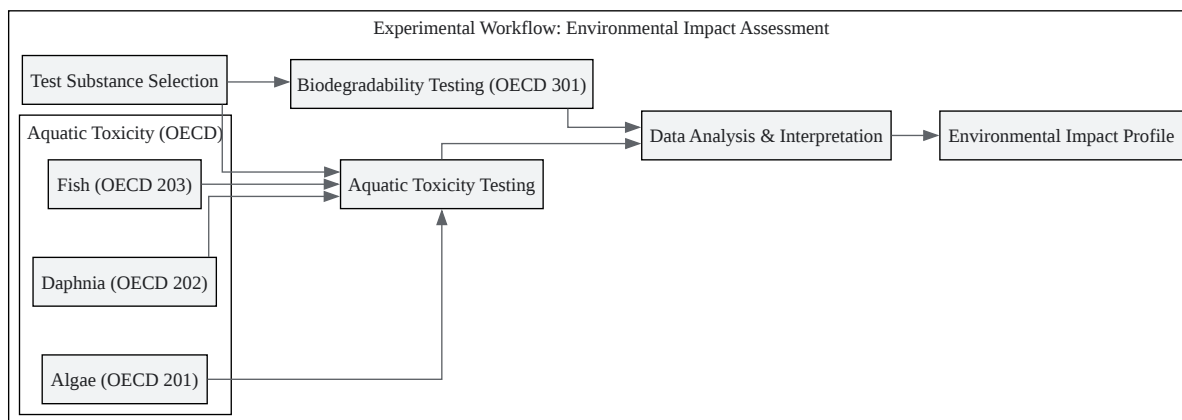 Experimental Workflow: Environmental Impact Assessment
Test Substance Selection
Biodegradability Testing (OECD 301)
Aquatic Toxicity (OECD)
Data Analysis & Interpretation
Environmental Impact Profile
Fish (OECD 203)
Aquatic Toxicity Testing
Daphnia (OECD 202)
Algae (OECD 201)